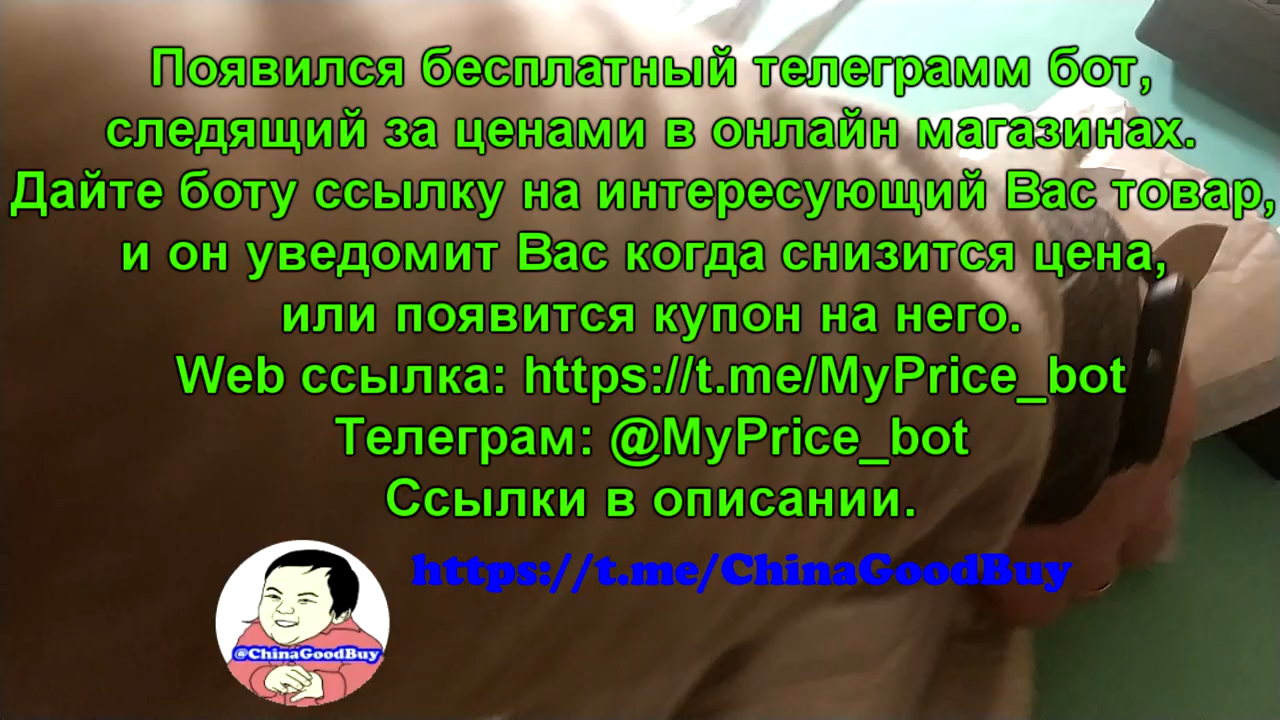 Появился бесплатный телеграмм бот,
следящий за ценами в онлайн магазинах.
Дайте боту ссылку на интересующий Вас товар,
и он уведомит Вас когда снизится цена,
или появится купон на него.
Web ссылка: https://t.me/MyPrice_bot
Телеграм: @MyPrice_bot
Ссылки в описании.
https://t.me/ChinaGoodBuy
@ChinaGoodBuy